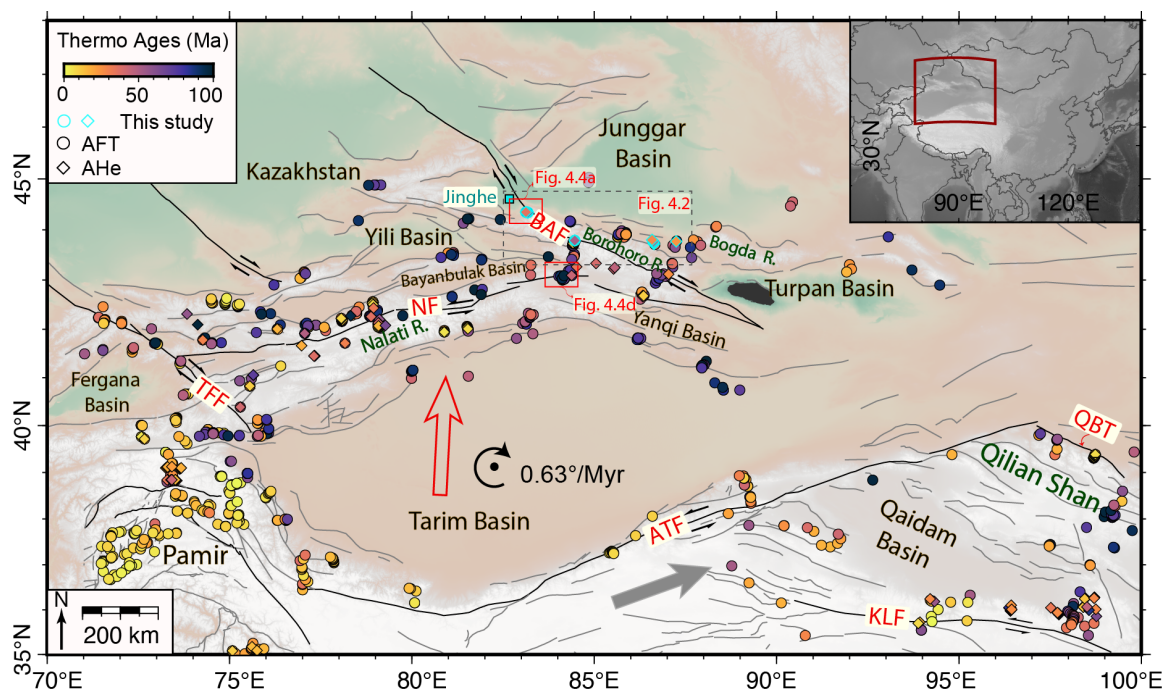 Thermo Ages (Ma)
0 50 100
This study
AFT
AHe
Junggar
Basin
Kazakhstan
Jinghe
Fig. 4.4a
Fig. 4.2
BAF
Borohoro R.
Bogda R.
Yili Basin
Bayanbulak Basin
Fig. 4.4d
Turpan Basin
NF
Nalati R.
Yanqi Basin
Fergana
Basin
TFF
0.63°/Myr
Tarim Basin
QBT
Qilian Shan
ATF
Qaidam
Basin
Pamir
KLF
N
200 km
30°N
90°E 120°E
45°N
40°N
35°N
70°E 75°E 80°E 85°E 90°E 95°E 100°E